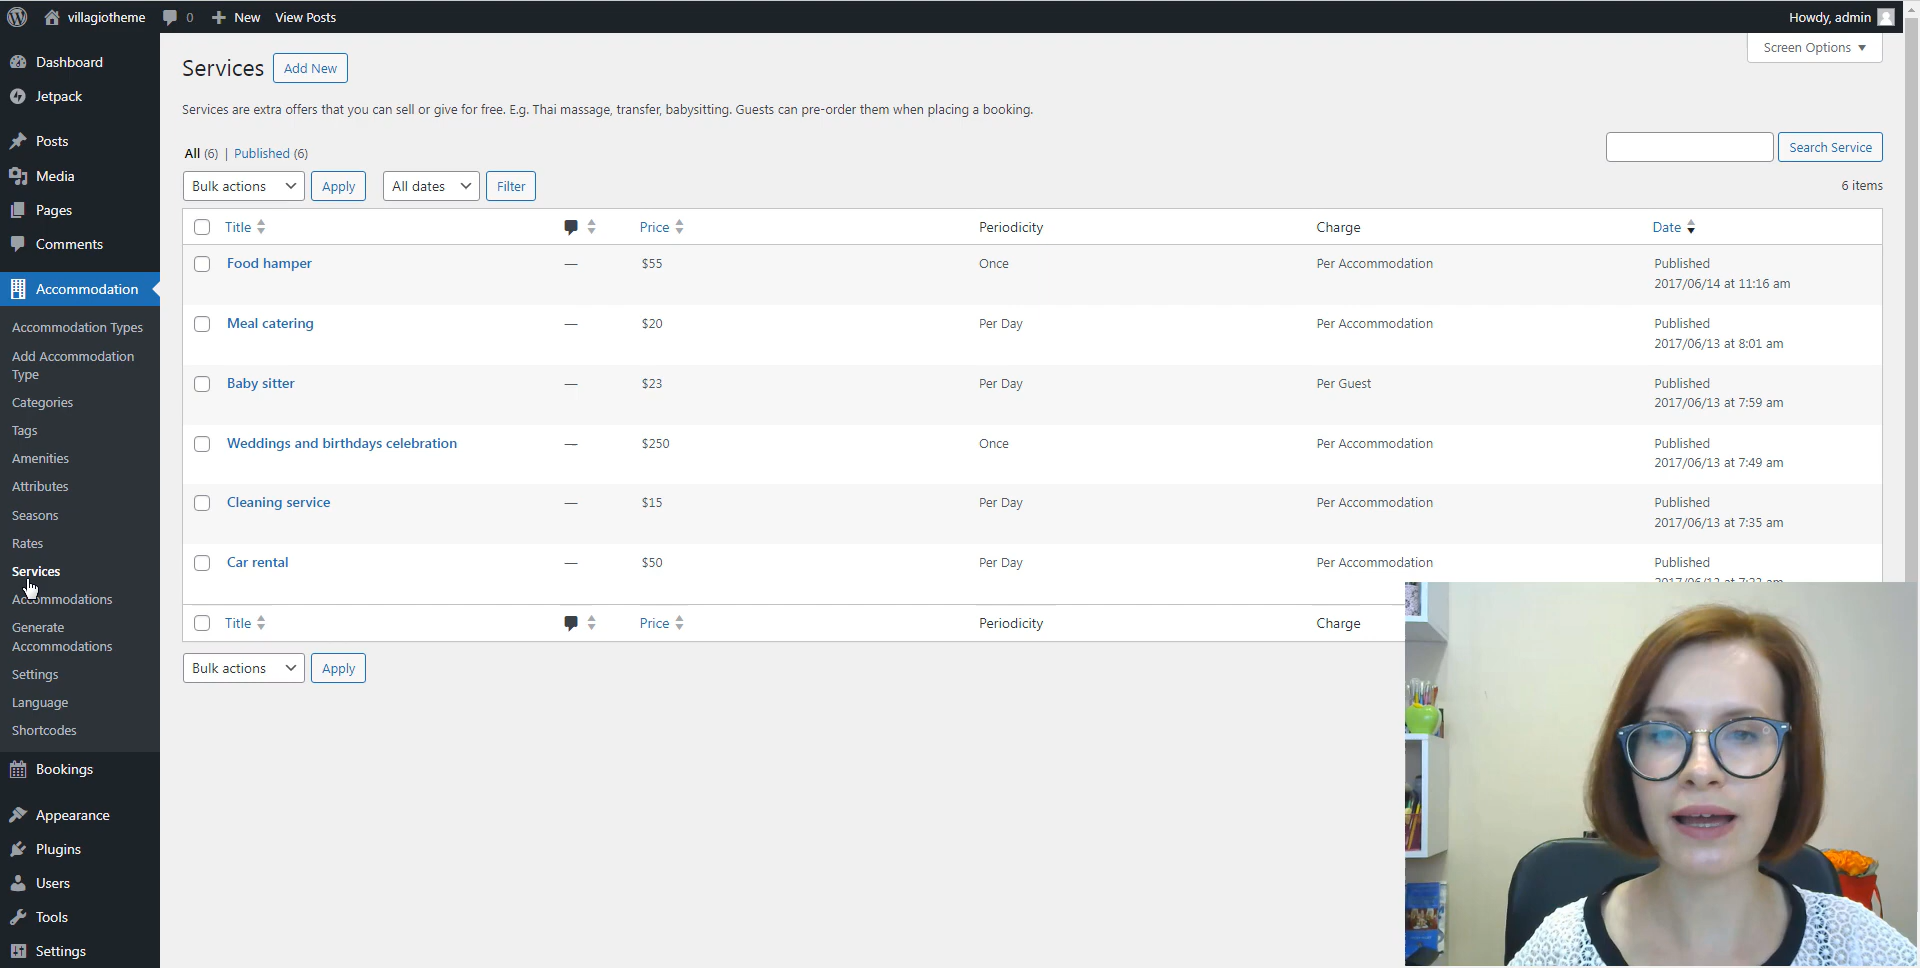 villagiotheme 0 New View Posts Howdy, admin
Dashboard
Jetpack
Posts
Media
Pages
Comments
Accommodation
Accommodation Types
Add Accommodation
Type
Categories
Tags
Amenities
Attributes
Seasons
Rates
Services
Accommodations
Generate
Accommodations
Settings
Language
Shortcodes
Bookings
Appearance
Plugins
Users
Tools
Settings
Screen Options
Services Add New
Services are extra offers that you can sell or give for free. E.g. Thai massage, transfer, babysitting. Guests can pre-order them when placing a booking.
All (6) | Published (6)
Search Service
Bulk actions Apply All dates Filter 6 items
Title Price Periodicity Charge Date
Food hamper — $55 Once Per Accommodation Published
2017/06/14 at 11:16 am
Meal catering — $20 Per Day Per Accommodation Published
2017/06/13 at 8:01 am
Baby sitter — $23 Per Day Per Guest Published
2017/06/13 at 7:59 am
Weddings and birthdays celebration — $250 Once Per Accommodation Published
2017/06/13 at 7:49 am
Cleaning service — $15 Per Day Per Accommodation Published
2017/06/13 at 7:35 am
Car rental — $50 Per Day Per Accommodation Published
Title Price Periodicity Charge
Bulk actions Apply